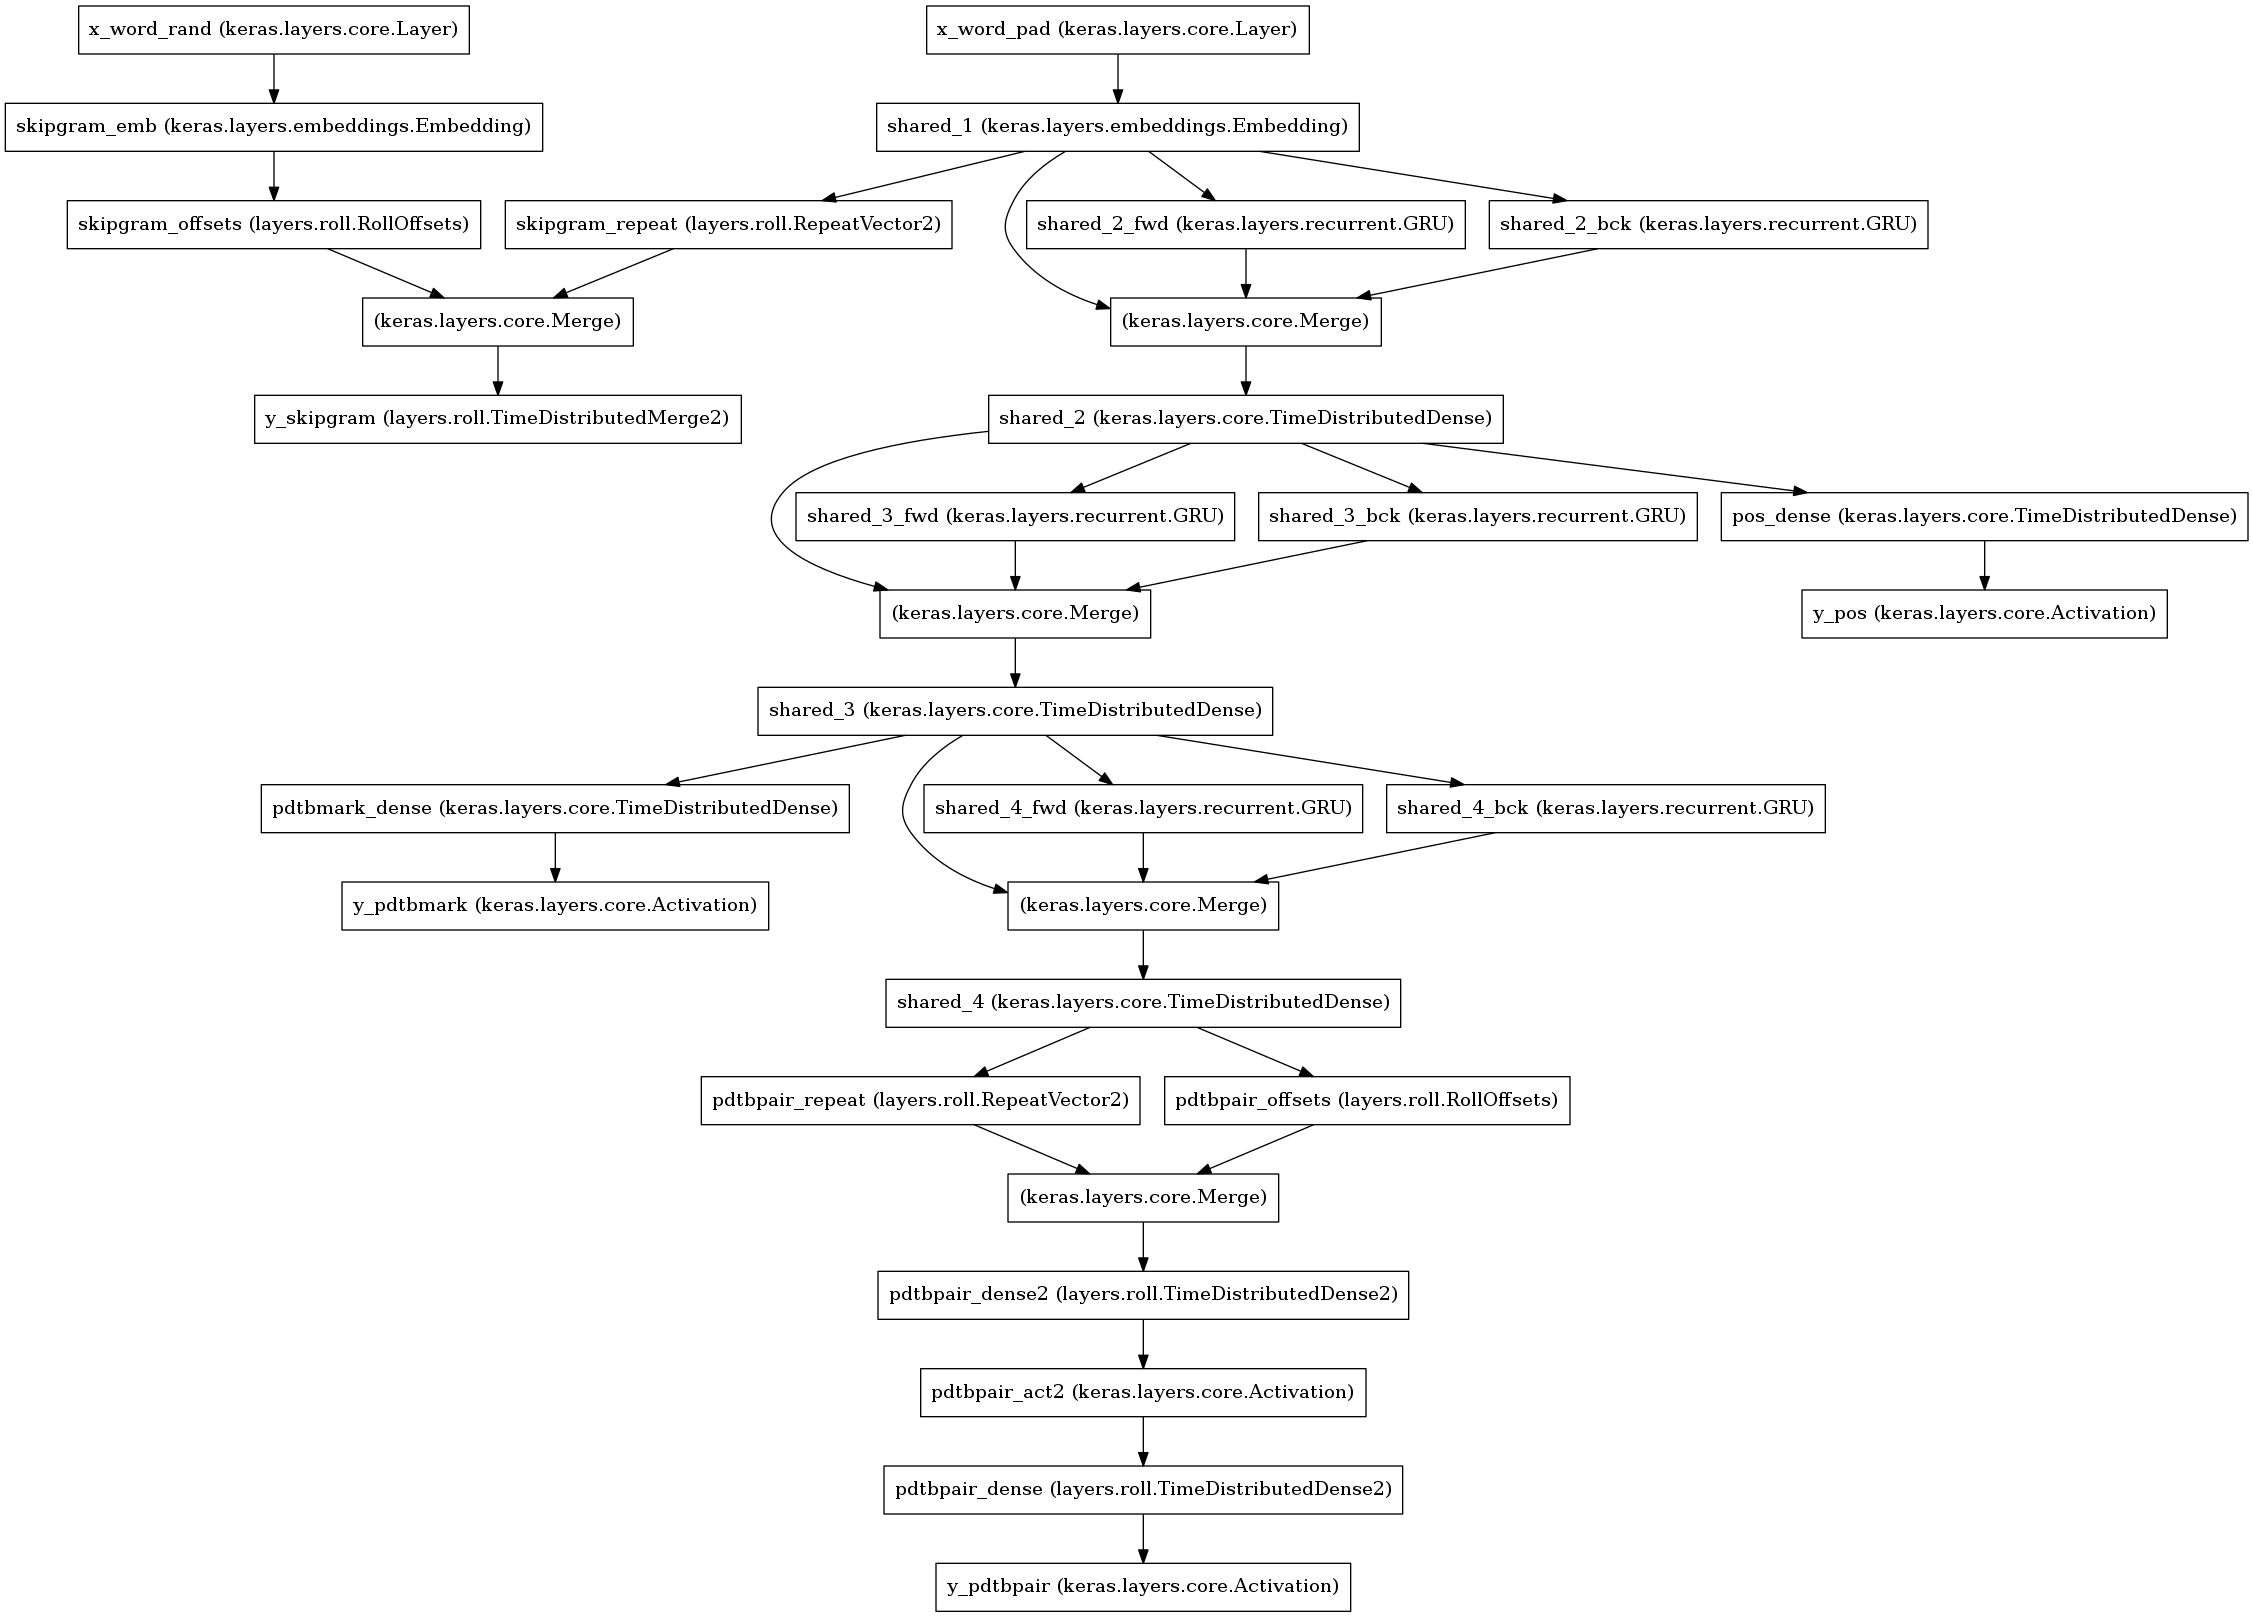 x_word_rand (keras.layers.core.Layer)
x_word_pad (keras.layers.core.Layer)
skipgram_emb (keras.layers.embeddings.Embedding)
shared_1 (keras.layers.embeddings.Embedding)
skipgram_offsets (layers.roll.RollOffsets)
skipgram_repeat (layers.roll.RepeatVector2)
shared_2_fwd (keras.layers.recurrent.GRU)
shared_2_bck (keras.layers.recurrent.GRU)
(keras.layers.core.Merge)
(keras.layers.core.Merge)
y_skipgram (layers.roll.TimeDistributedMerge2)
shared_2 (keras.layers.core.TimeDistributedDense)
shared_3_fwd (keras.layers.recurrent.GRU)
shared_3_bck (keras.layers.recurrent.GRU)
pos_dense (keras.layers.core.TimeDistributedDense)
(keras.layers.core.Merge)
y_pos (keras.layers.core.Activation)
shared_3 (keras.layers.core.TimeDistributedDense)
pdtbmark_dense (keras.layers.core.TimeDistributedDense)
shared_4_fwd (keras.layers.recurrent.GRU)
shared_4_bck (keras.layers.recurrent.GRU)
y_pdtbmark (keras.layers.core.Activation)
(keras.layers.core.Merge)
shared_4 (keras.layers.core.TimeDistributedDense)
pdtbpair_repeat (layers.roll.RepeatVector2)
pdtbpair_offsets (layers.roll.RollOffsets)
(keras.layers.core.Merge)
pdtbpair_dense2 (layers.roll.TimeDistributedDense2)
pdtbpair_act2 (keras.layers.core.Activation)
pdtbpair_dense (layers.roll.TimeDistributedDense2)
y_pdtbpair (keras.layers.core.Activation)